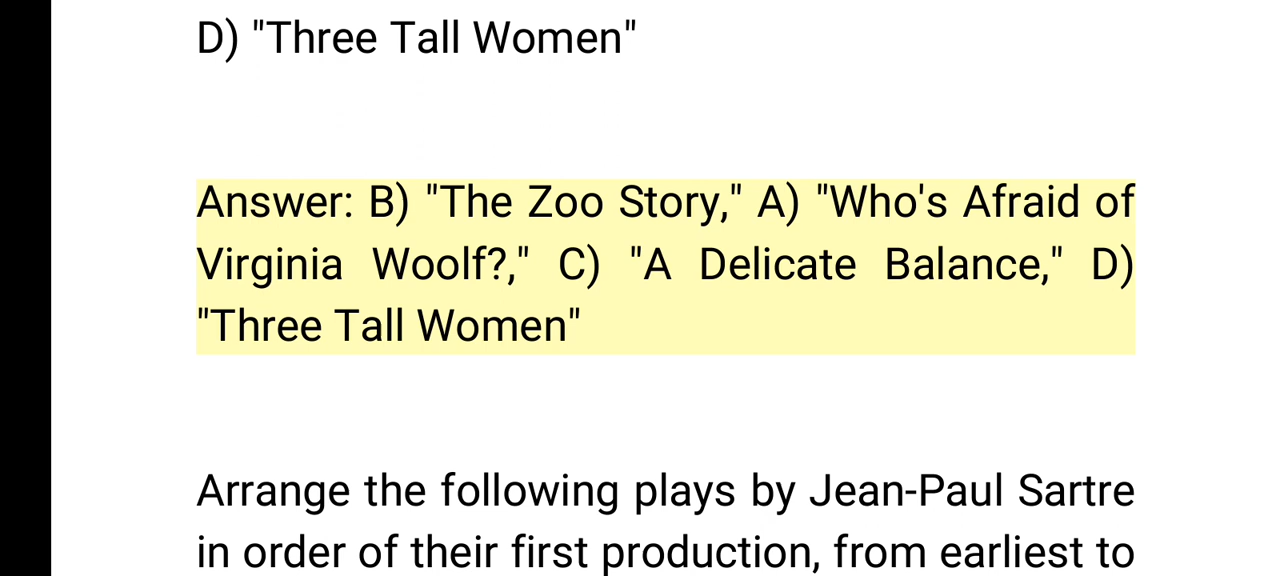 D) "Three Tall Women"
Answer: B) "The Zoo Story," A) "Who's Afraid of
Virginia Woolf?," C) "A Delicate Balance," D)
"Three Tall Women"
Arrange the following plays by Jean-Paul Sartre
in order of their first production, from earliest to